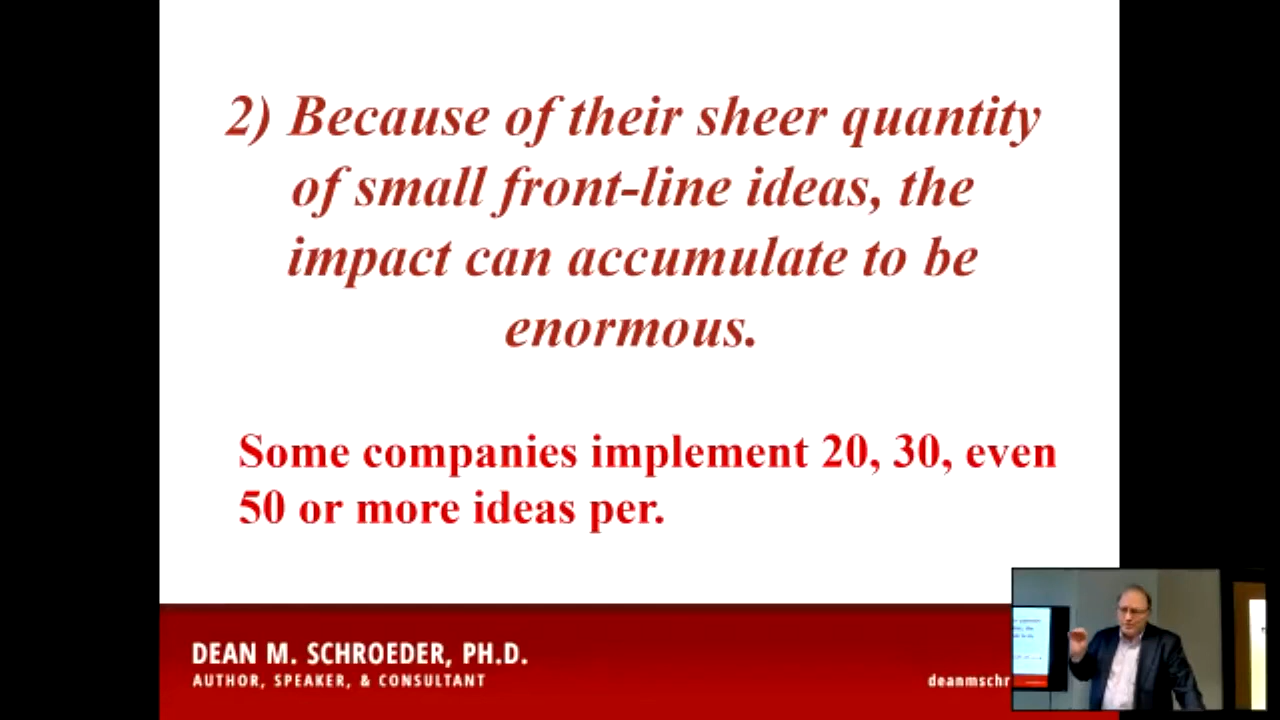 2) Because of their sheer quantity
of small front-line ideas, the
impact can accumulate to be
enormous.
Some companies implement 20, 30, even
50 or more ideas per.
DEAN M. SCHROEDER, PH.D.
AUTHOR, SPEAKER, & CONSULTANT
deanmschr